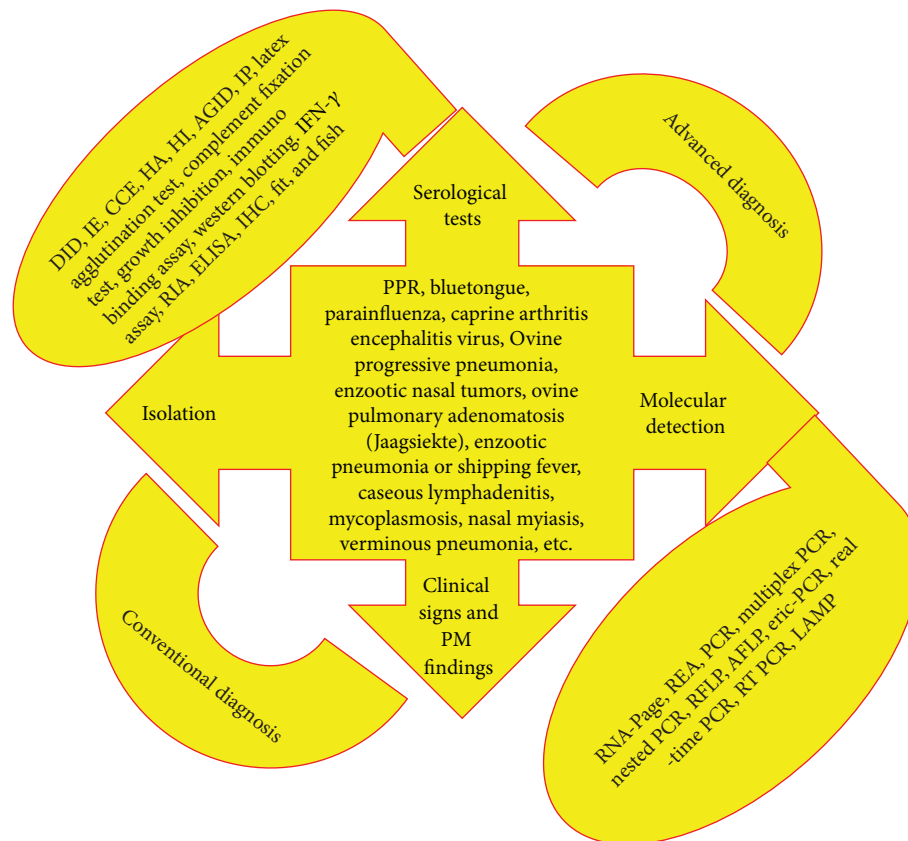 DID, IE, CCE, HA, HI, AGID, IP, latex
agglutination test, complement fixation
test, growth inhibition, immuno
binding assay, western blotting. IFN-γ
assay, RIA, ELISA, IHC, fit, and fish
Advanced diagnosis
Serological
tests
Isolation
PPR, bluetongue,
parainfluenza, caprine arthritis
encephalitis virus, Ovine
progressive pneumonia,
enzootic nasal tumors, ovine
pulmonary adenomatosis
(Jaagsiekte), enzootic
pneumonia or shipping fever,
caseous lymphadenitis,
mycoplasmosis, nasal myiasis,
verminous pneumonia, etc.
Molecular
detection
Clinical
signs and
PM
findings
Conventional diagnosis
RNA-Page, REA, PCR, multiplex PCR,
nested PCR, RFLP, AFLP, eric-PCR, real
-time PCR, RT PCR, LAMP